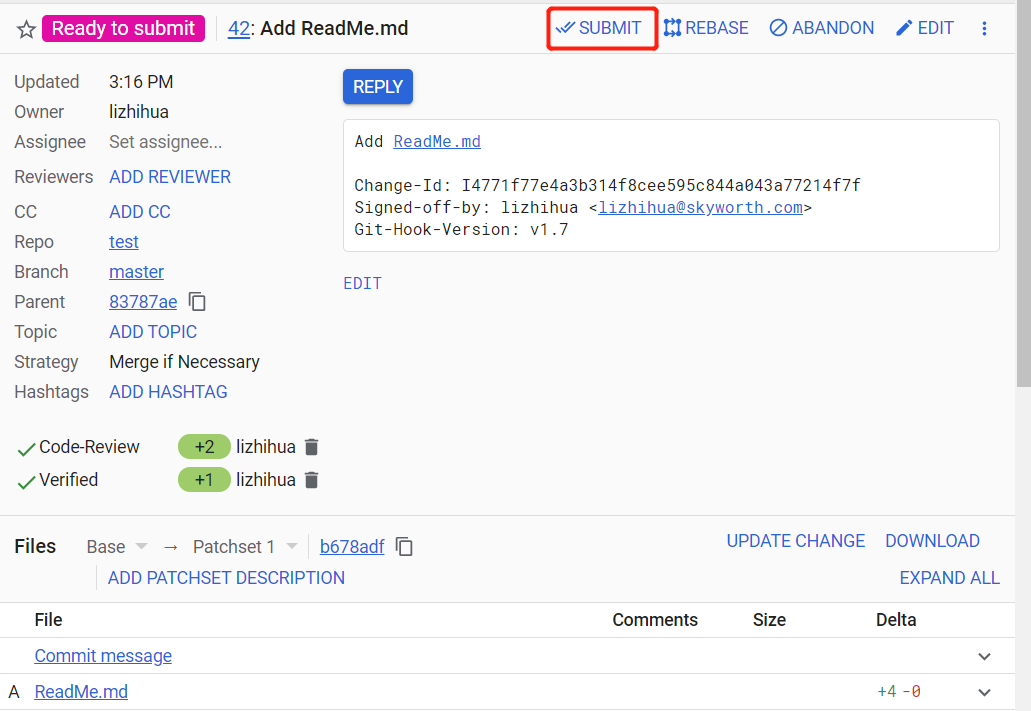 Ready to submit 42: Add ReadMe.md SUBMIT REBASE ABANDON EDIT
Updated 3:16 PM
Owner lizhihua
Assignee Set assignee...
Reviewers ADD REVIEWER
CC ADD CC
Repo test
Branch master
Parent 83787ae
Topic ADD TOPIC
Strategy Merge if Necessary
Hashtags ADD HASHTAG
REPLY
Add ReadMe.md
Change-Id: I4771f77e4a3b314f8cee595c844a043a77214f7f
Signed-off-by: lizhihua <lizhihua@skyworth.com>
Git-Hook-Version: v1.7
EDIT
Code-Review +2 lizhihua
Verified +1 lizhihua
Files Base → Patchset 1 b678adf UPDATE CHANGE DOWNLOAD
ADD PATCHSET DESCRIPTION EXPAND ALL
File Comments Size Delta
Commit message
A ReadMe.md +4 -0